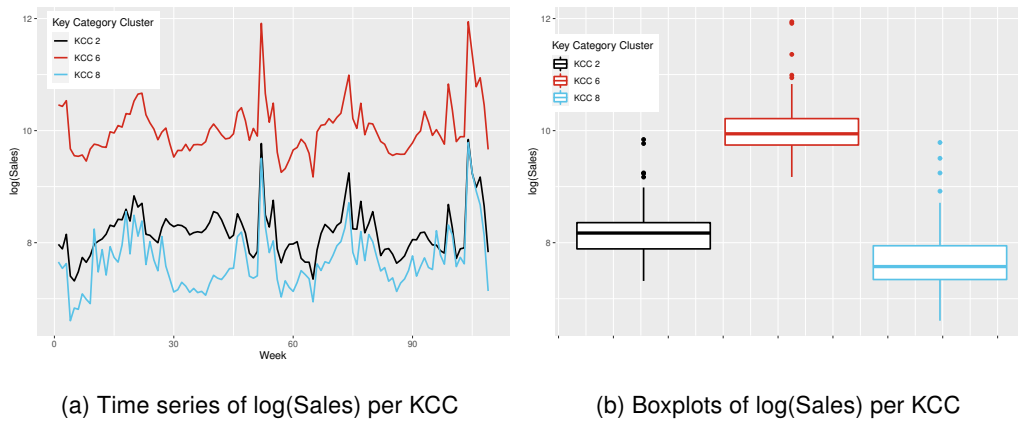 Key Category Cluster
KCC 2
KCC 6
KCC 8
12
10
8
log(Sales)
0
30
60
90
Week
(a) Time series of log(Sales) per KCC
Key Category Cluster
KCC 2
KCC 6
KCC 8
12
10
8
log(Sales)
(b) Boxplots of log(Sales) per KCC